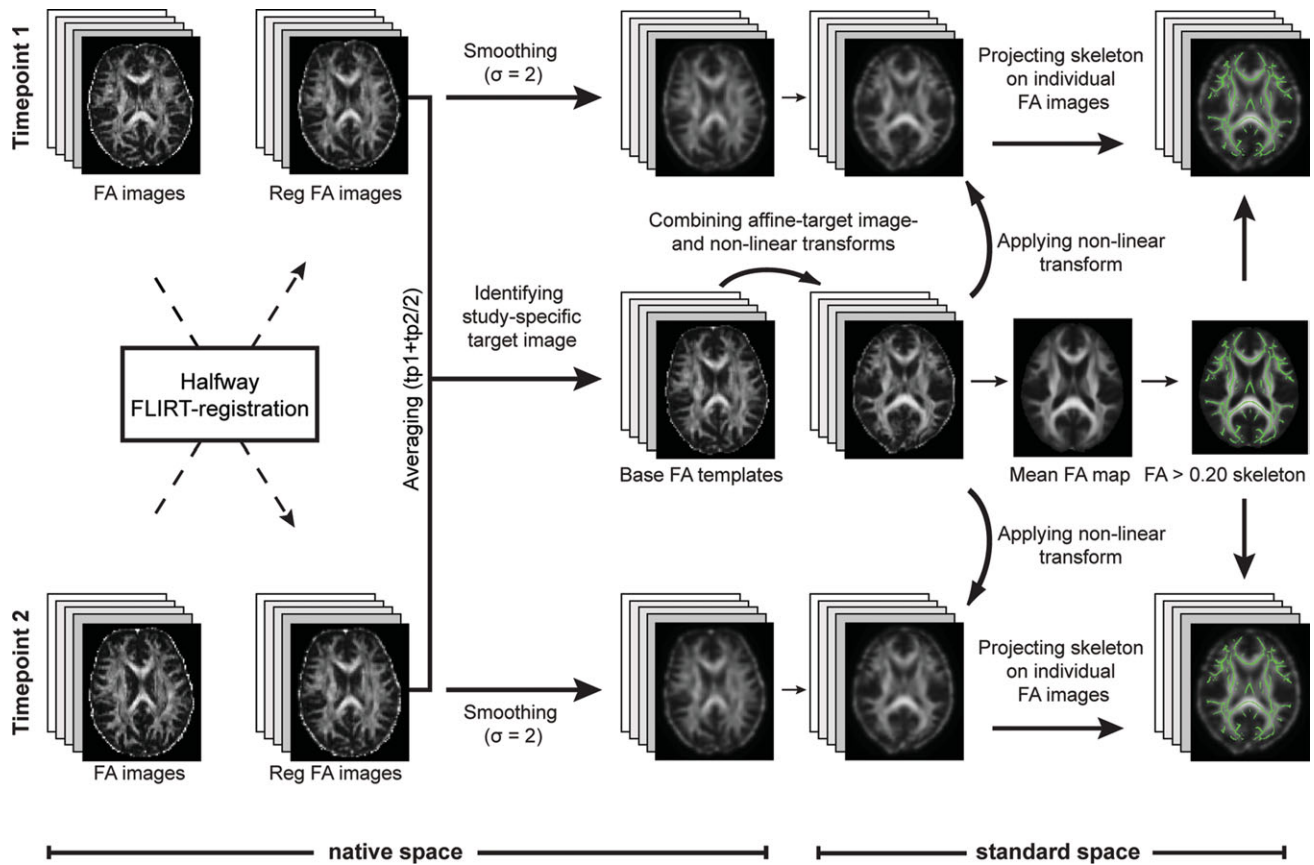 Timepoint 1
FA images
Reg FA images
Smoothing
(σ = 2)
Projecting skeleton
on individual
FA images
Halfway
FLIRT-registration
Averaging (tp1+tp2/2)
Identifying
study-specific
target image
Combining affine-target image-
and non-linear transforms
Applying non-linear
transform
Base FA templates
Mean FA map
FA > 0.20 skeleton
Applying non-linear
transform
Timepoint 2
FA images
Reg FA images
Smoothing
(σ = 2)
Projecting skeleton
on individual
FA images
native space
standard space